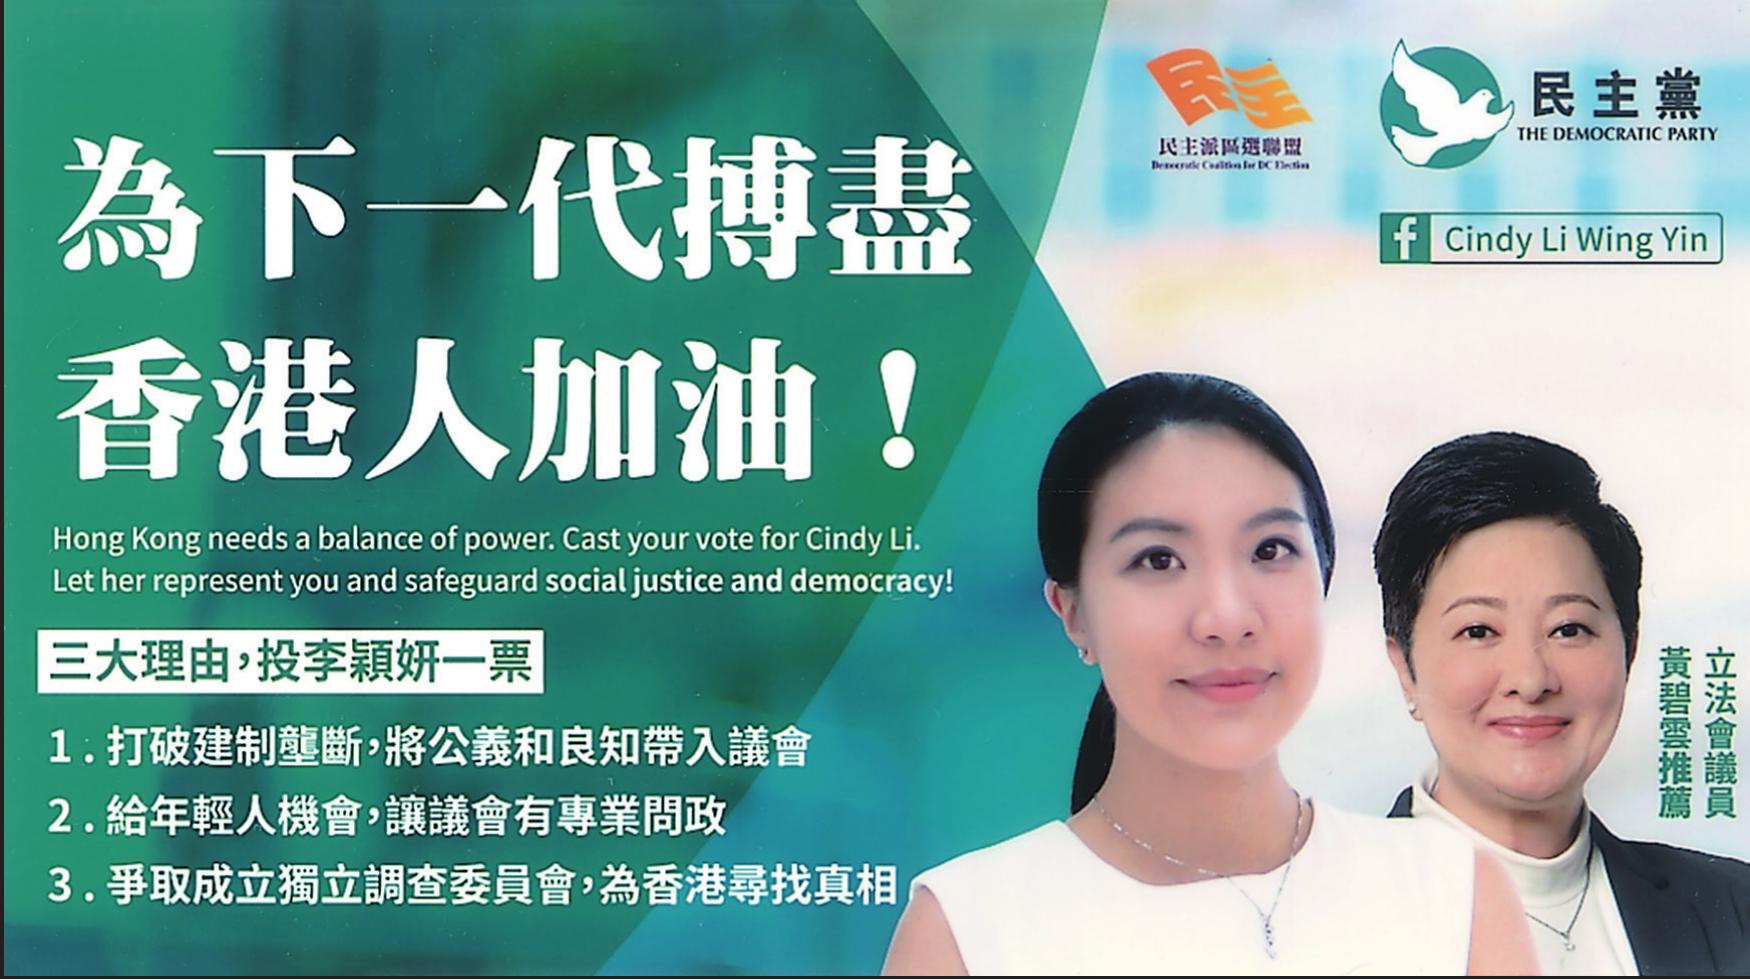 為下一代搏盡
香港人加油！
Hong Kong needs a balance of power. Cast your vote for Cindy Li.
Let her represent you and safeguard social justice and democracy!
三大理由，投李穎妍一票
1 . 打破建制壟斷，將公義和良知帶入議會
2 . 給年輕人機會，讓議會有專業問政
3 . 爭取成立獨立調查委員會，為香港尋找真相
民主
民主派區選聯盟
Democratic Coalition for DC Election
民主黨
THE DEMOCRATIC PARTY
f Cindy Li Wing Yin
立法會議員
黃碧雲推薦